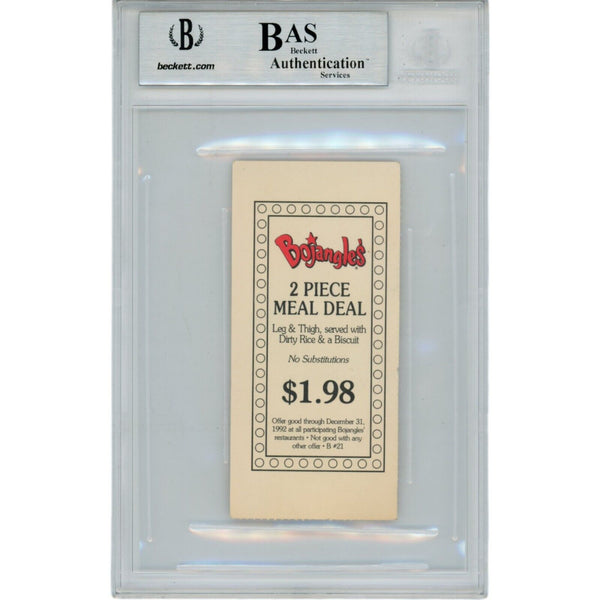 B
beckett.com
BAS
Beckett
Authentication™
Services
Bojangles'®
2 PIECE
MEAL DEAL
Leg & Thigh, served with
Dirty Rice & a Biscuit
No Substitutions
$1.98
Offer good through December 31,
1992 at all participating Bojangles'
restaurants • Not good with any
other offer • B #21